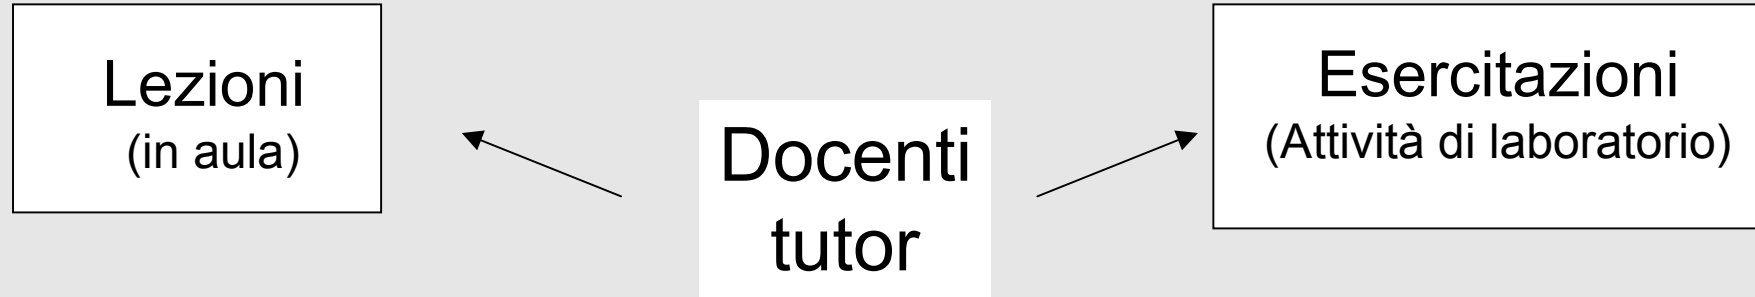 Lezioni
(in aula)
Docenti
tutor
Esercitazioni
(Attività di laboratorio)